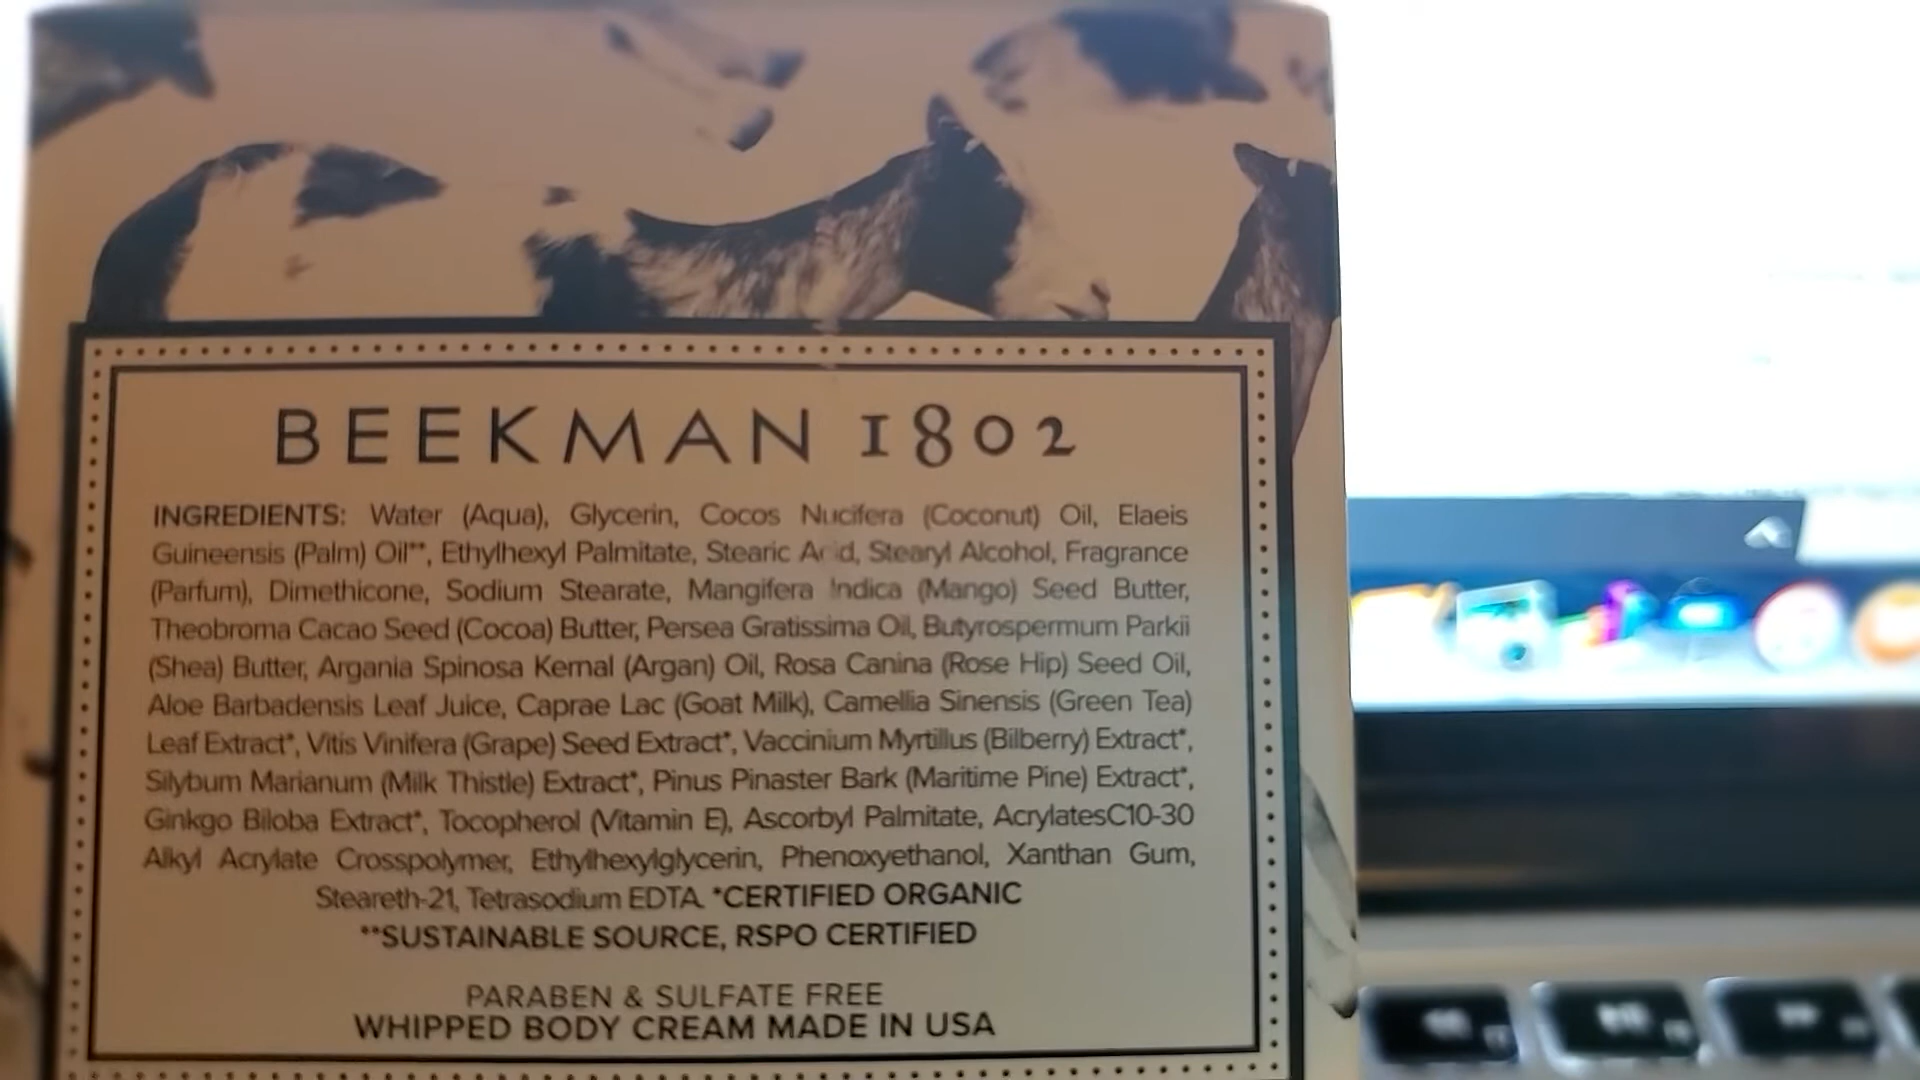 BEEKMAN 1802
INGREDIENTS: Water (Aqua), Glycerin, Cocos Nucifera (Coconut) Oil, Elaeis
Guineensis (Palm) Oil**, Ethylhexyl Palmitate, Stearic Acid, Stearyl Alcohol, Fragrance
(Parfum), Dimethicone, Sodium Stearate, Mangifera Indica (Mango) Seed Butter,
Theobroma Cacao Seed (Cocoa) Butter, Persea Gratissima Oil, Butyrospermum Parkii
(Shea) Butter, Argania Spinosa Kernal (Argan) Oil, Rosa Canina (Rose Hip) Seed Oil,
Aloe Barbadensis Leaf Juice, Caprae Lac (Goat Milk), Camellia Sinensis (Green Tea)
Leaf Extract*, Vitis Vinifera (Grape) Seed Extract*, Vaccinium Myrtillus (Bilberry) Extract*,
Silybum Marianum (Milk Thistle) Extract*, Pinus Pinaster Bark (Maritime Pine) Extract*,
Ginkgo Biloba Extract*, Tocopherol (Vitamin E), Ascorbyl Palmitate, AcrylatesC10-30
Alkyl Acrylate Crosspolymer, Ethylhexylglycerin, Phenoxyethanol, Xanthan Gum,
Steareth-21, Tetrasodium EDTA. *CERTIFIED ORGANIC
**SUSTAINABLE SOURCE, RSPO CERTIFIED
PARABEN & SULFATE FREE
WHIPPED BODY CREAM MADE IN USA